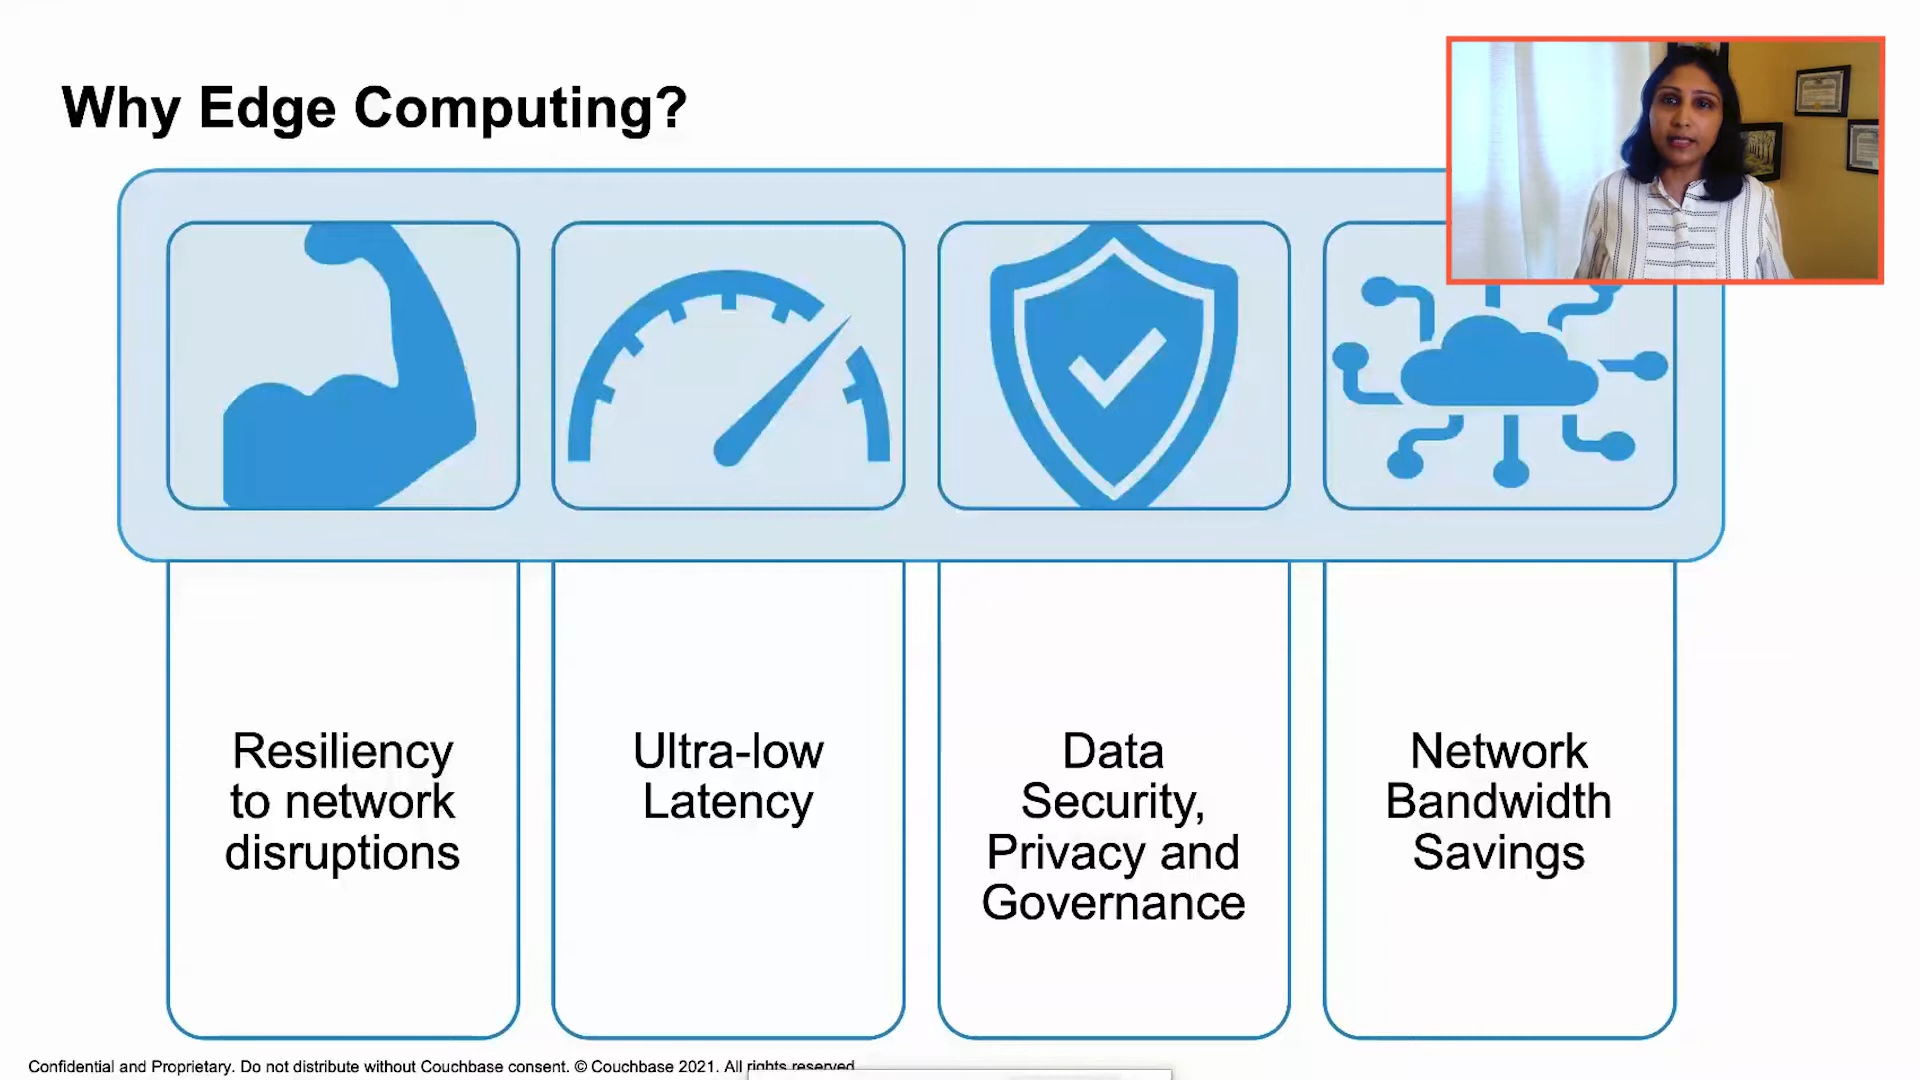 Why Edge Computing?
Resiliency
to network
disruptions
Ultra-low
Latency
Data
Security,
Privacy and
Governance
Network
Bandwidth
Savings
Confidential and Proprietary. Do not distribute without Couchbase consent. © Couchbase 2021. All rights reserved.